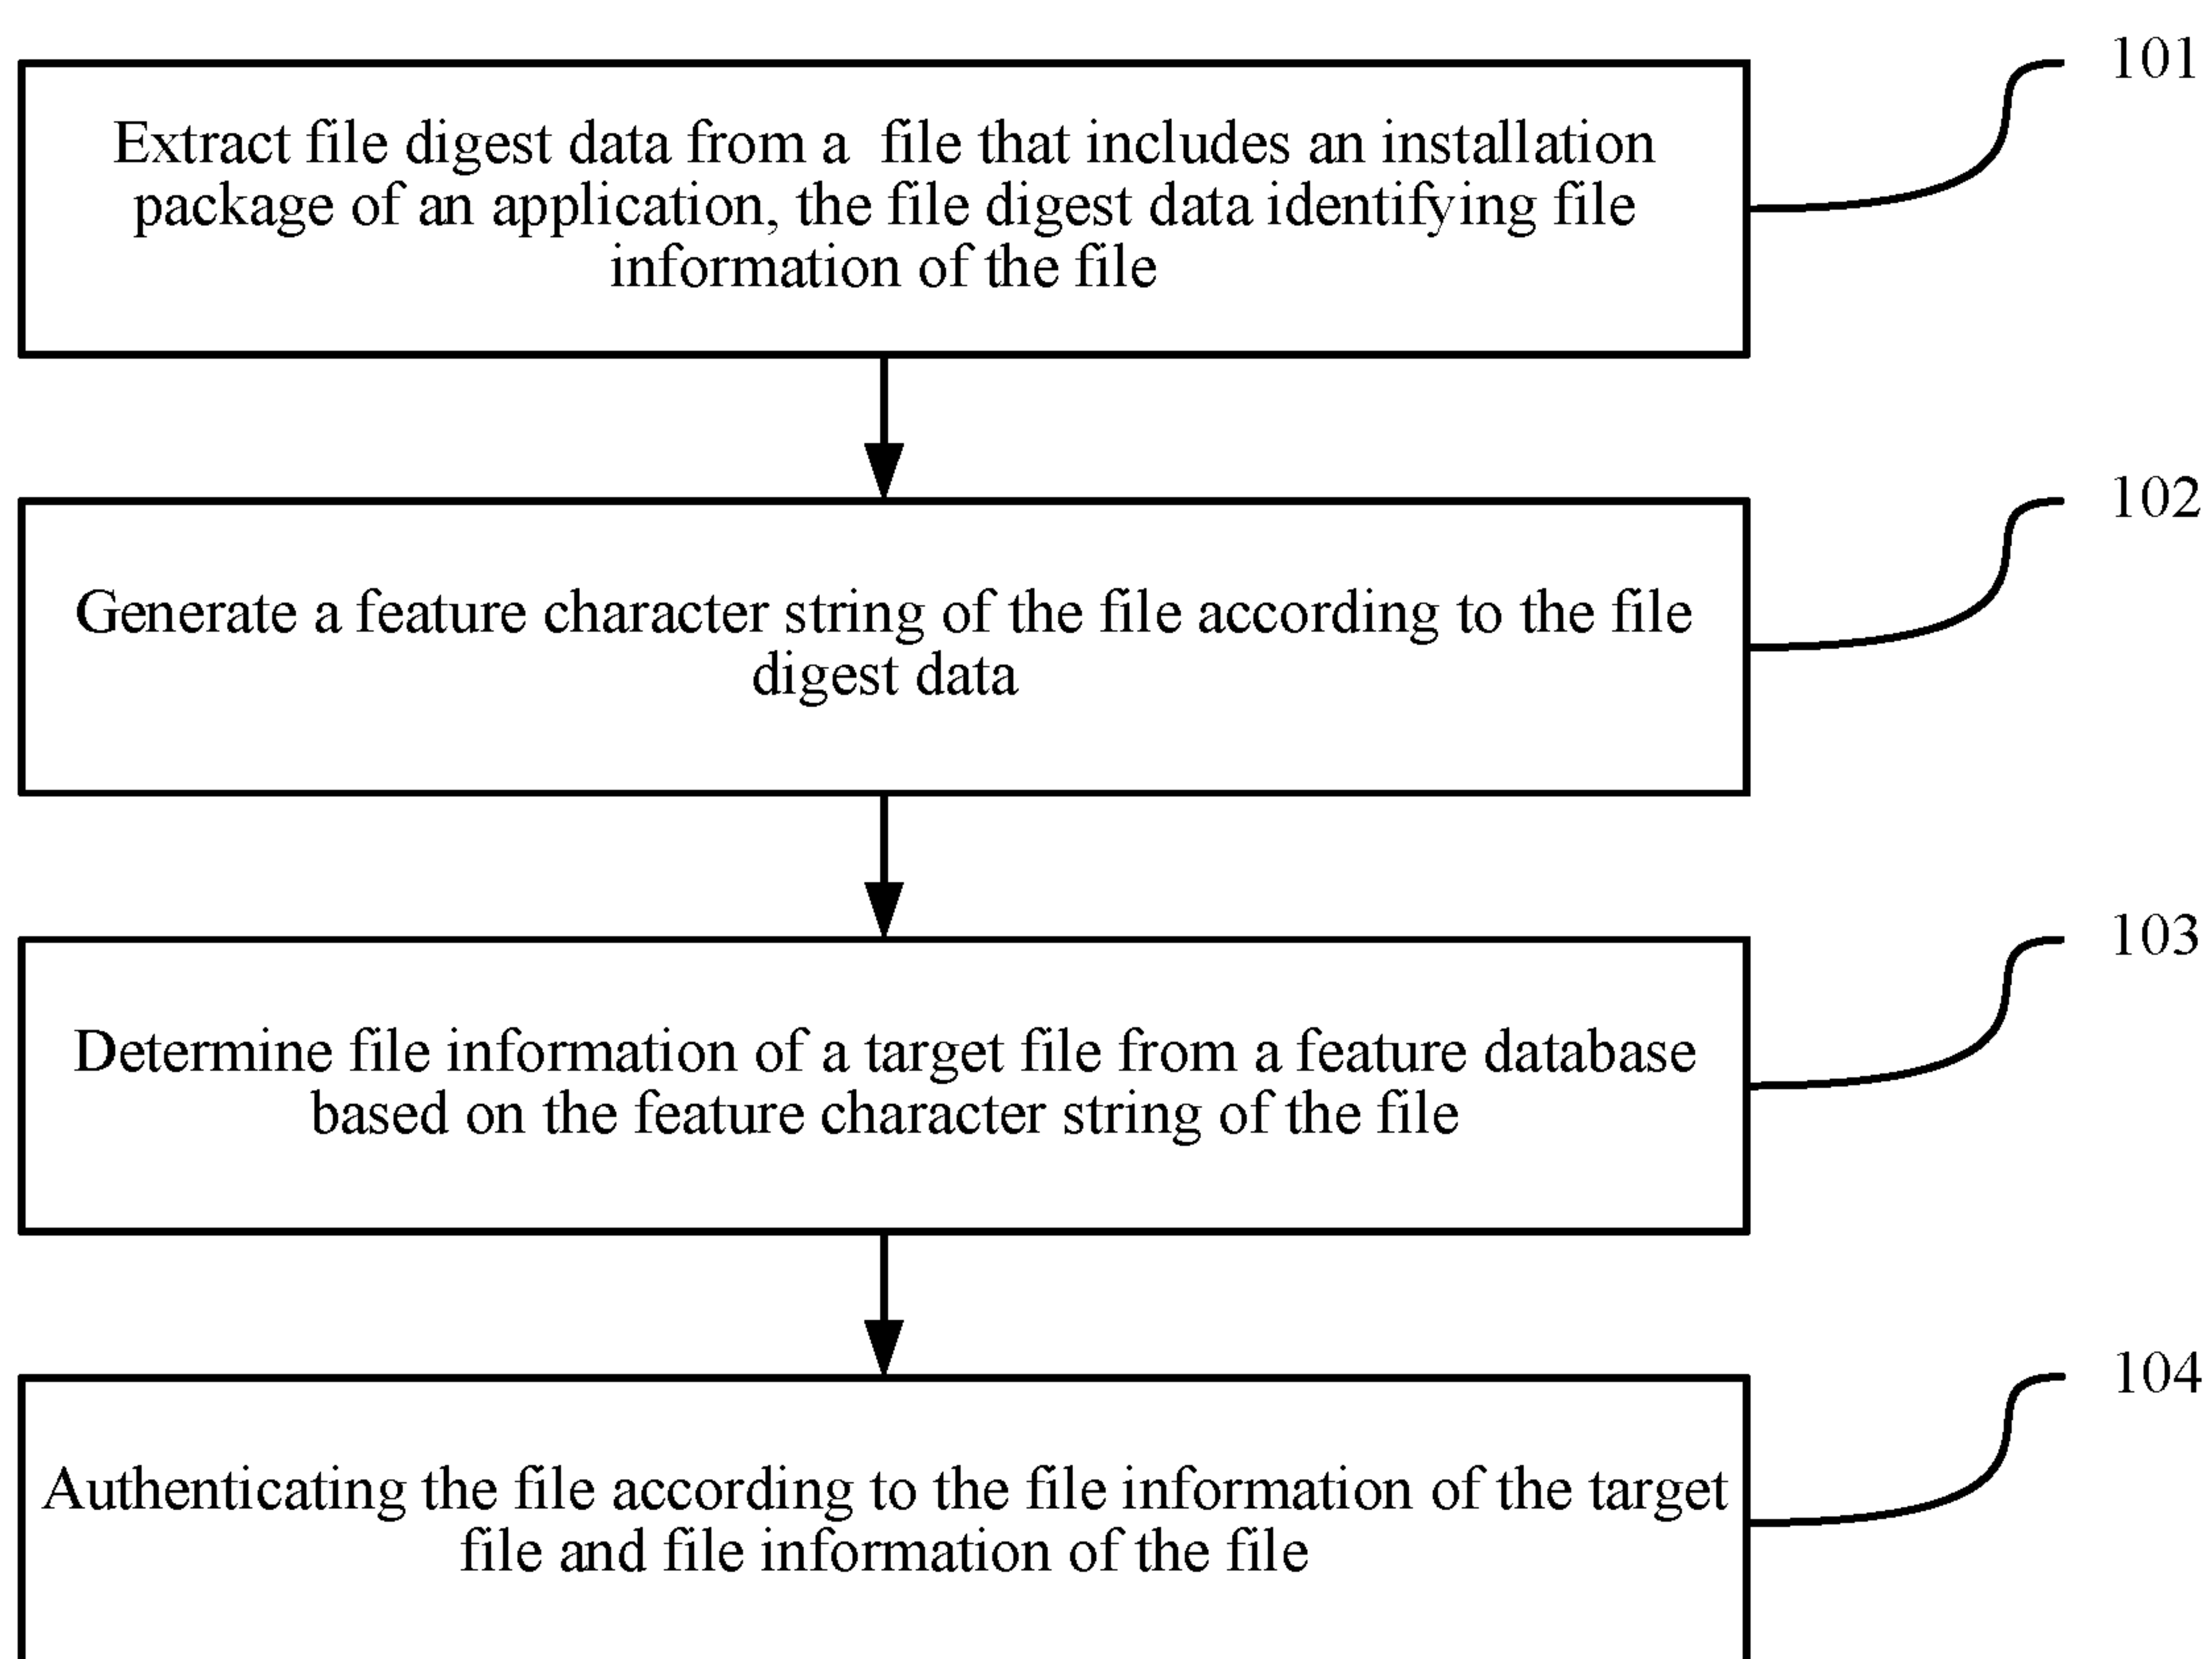 101
Extract file digest data from a  file that includes an installation
package of an application, the file digest data identifying file
information of the file
102
Generate a feature character string of the file according to the file
digest data
103
Determine file information of a target file from a feature database
based on the feature character string of the file
104
Authenticating the file according to the file information of the target
file and file information of the file